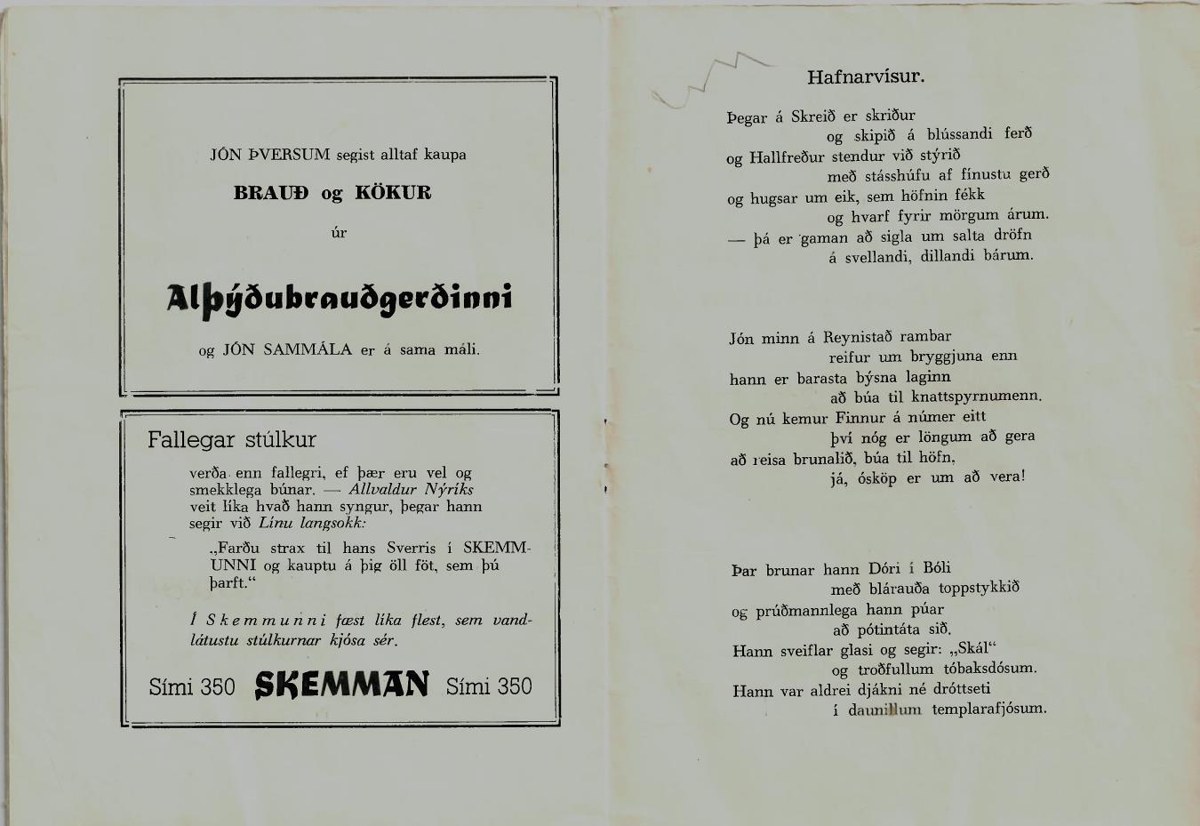 JÓN ÞVERSUM segist alltaf kaupa
BRAUÐ og KÖKUR
úr
Alþýðubrauðgerðinni
og JÓN SAMMÁLA er á sama máli.
Fallegar stúlkur
verða enn fallegri, ef þær eru vel og
smekklega búnar. — Allvaldur Nýríks
veit líka hvað hann syngur, þegar hann
segir við Línu langsokk:
„Farðu strax til hans Sverris í SKEMM-
UNNI og kauptu á þig öll föt, sem þú
þarft.“
Í Skemmunni fæst líka flest, sem vand-
látustu stúlkurnar kjósa sér.
Sími 350 SKEMMAN Sími 350
Hafnarvísur.
Þegar á Skreið er skriður
og skipið á blússandi ferð
og Hallfreður stendur við stýrið
með stásshúfu af fínustu gerð
og hugsar um eik, sem höfnin fékk
og hvarf fyrir mörgum árum.
— þá er gaman að sigla um salta dröfn
á svellandi, dillandi bárum.
Jón minn á Reynistað rambar
reifur um bryggjuna enn
hann er barasta býsna laginn
að búa til knattspyrnumenn.
Og nú kemur Finnur á númer eitt
því nóg er löngum að gera
að reisa brunalið, búa til höfn,
já, ósköp er um að vera!
Þar brunar hann Dóri í Bóli
með blárauða toppstykkið
og prúðmannlega hann púar
að pótintáta sið.
Hann sveiflar glasi og segir: „Skál“
og troðfullum tóbaksdósum.
Hann var aldrei djákni né dróttseti
í daunillum templarafjósum.